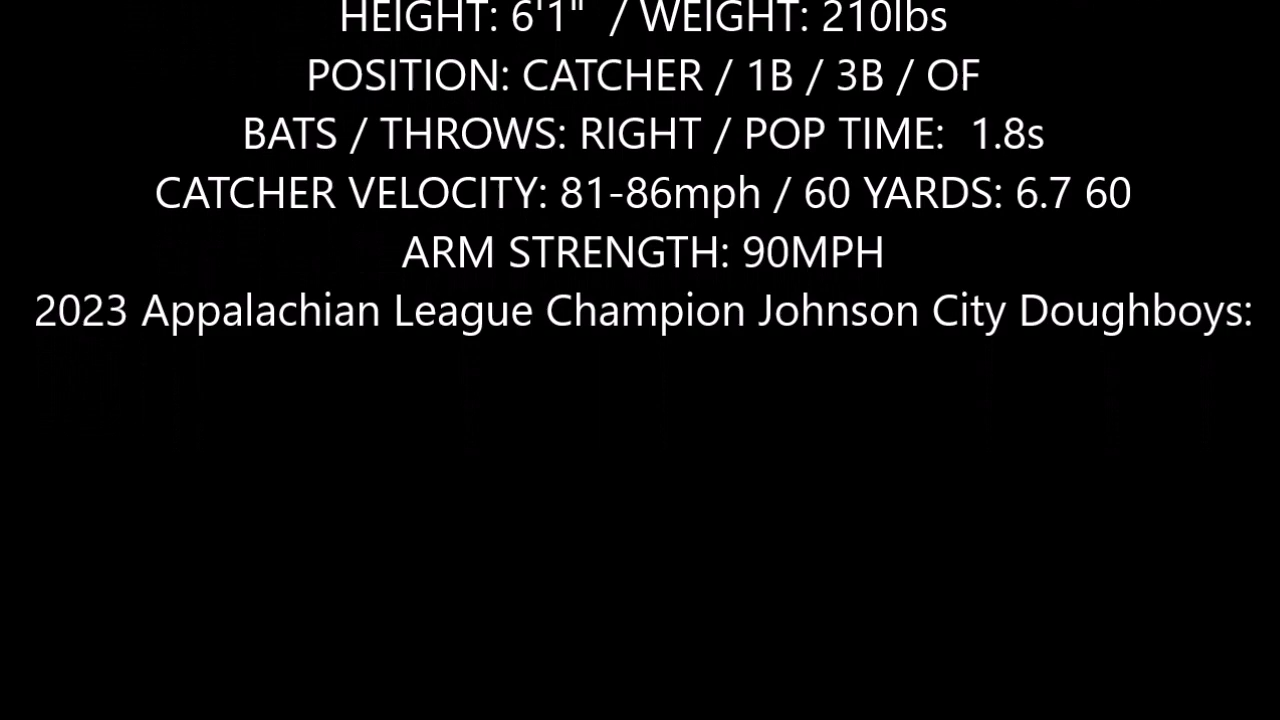 HEIGHT: 6'1" / WEIGHT: 210lbs
POSITION: CATCHER / 1B / 3B / OF
BATS / THROWS: RIGHT / POP TIME: 1.8s
CATCHER VELOCITY: 81-86mph / 60 YARDS: 6.7 60
ARM STRENGTH: 90MPH
2023 Appalachian League Champion Johnson City Doughboys: